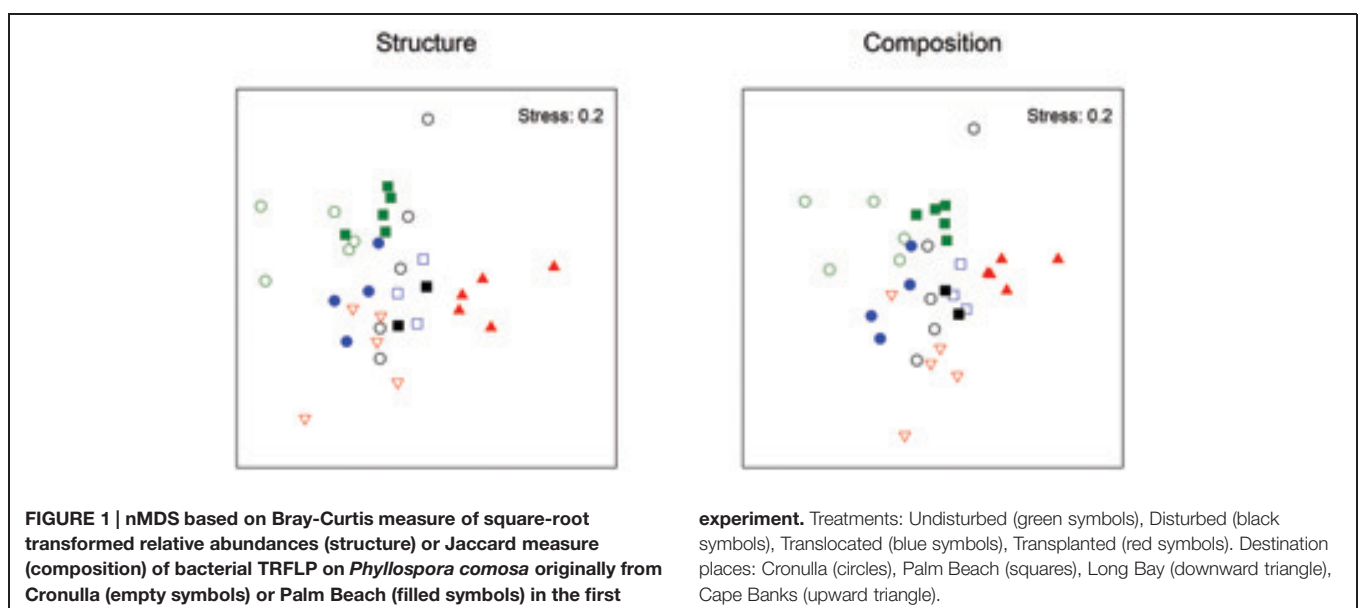 Structure
Composition
Stress: 0.2
Stress: 0.2
FIGURE 1 | nMDS based on Bray-Curtis measure of square-root
transformed relative abundances (structure) or Jaccard measure
(composition) of bacterial TRFLP on Phyllospora comosa originally from
Cronulla (empty symbols) or Palm Beach (filled symbols) in the first
experiment. Treatments: Undisturbed (green symbols), Disturbed (black
symbols), Translocated (blue symbols), Transplanted (red symbols). Destination
places: Cronulla (circles), Palm Beach (squares), Long Bay (downward triangle),
Cape Banks (upward triangle).